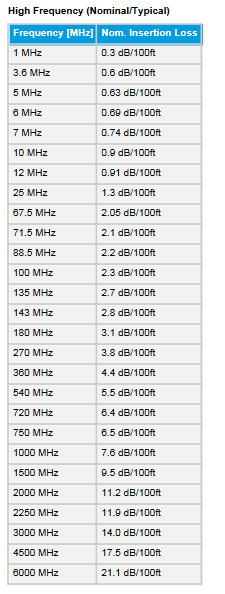 High Frequency (Nominal/Typical)
Frequency [MHz] Nom. Insertion Loss
1 MHz 0.3 dB/100ft
3.6 MHz 0.6 dB/100ft
5 MHz 0.63 dB/100ft
6 MHz 0.69 dB/100ft
7 MHz 0.74 dB/100ft
10 MHz 0.9 dB/100ft
12 MHz 0.91 dB/100ft
25 MHz 1.3 dB/100ft
67.5 MHz 2.05 dB/100ft
71.5 MHz 2.1 dB/100ft
88.5 MHz 2.2 dB/100ft
100 MHz 2.3 dB/100ft
135 MHz 2.7 dB/100ft
143 MHz 2.8 dB/100ft
180 MHz 3.1 dB/100ft
270 MHz 3.8 dB/100ft
360 MHz 4.4 dB/100ft
540 MHz 5.5 dB/100ft
720 MHz 6.4 dB/100ft
750 MHz 6.5 dB/100ft
1000 MHz 7.6 dB/100ft
1500 MHz 9.5 dB/100ft
2000 MHz 11.2 dB/100ft
2250 MHz 11.9 dB/100ft
3000 MHz 14.0 dB/100ft
4500 MHz 17.5 dB/100ft
6000 MHz 21.1 dB/100ft